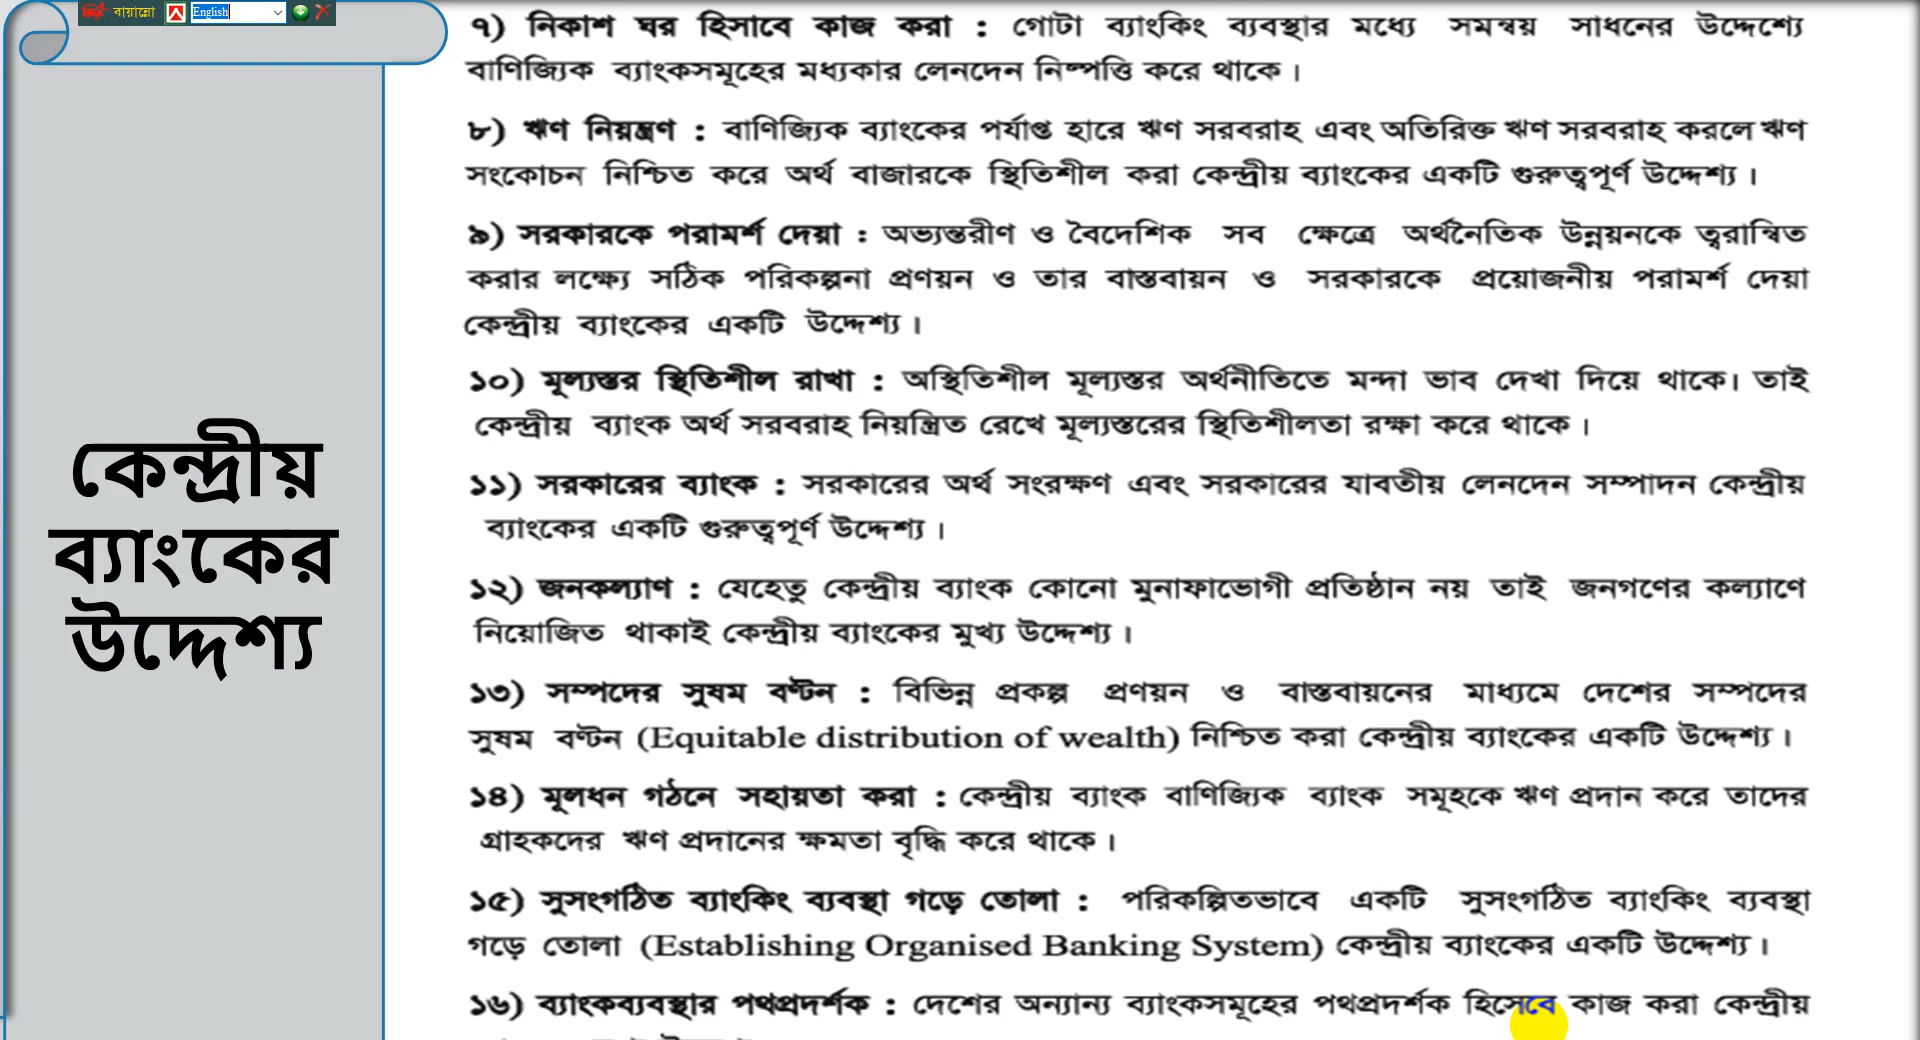 বায়ান্নো English
কেন্দ্রীয়
ব্যাংকের
উদ্দেশ্য
৭) নিকাশ ঘর হিসাবে কাজ করা : গোটা ব্যাংকিং ব্যবস্থার মধ্যে সমন্বয় সাধনের উদ্দেশ্যে
বাণিজ্যিক ব্যাংকসমূহের মধ্যকার লেনদেন নিষ্পত্তি করে থাকে।
৮) ঋণ নিয়ন্ত্রণ : বাণিজ্যিক ব্যাংকের পর্যাপ্ত হারে ঋণ সরবরাহ এবং অতিরিক্ত ঋণ সরবরাহ করলে ঋণ
সংকোচন নিশ্চিত করে অর্থ বাজারকে স্থিতিশীল করা কেন্দ্রীয় ব্যাংকের একটি গুরুত্বপূর্ণ উদ্দেশ্য।
৯) সরকারকে পরামর্শ দেয়া : অভ্যন্তরীণ ও বৈদেশিক সব ক্ষেত্রে অর্থনৈতিক উন্নয়নকে ত্বরান্বিত
করার লক্ষ্যে সঠিক পরিকল্পনা প্রণয়ন ও তার বাস্তবায়ন ও সরকারকে প্রয়োজনীয় পরামর্শ দেয়া
কেন্দ্রীয় ব্যাংকের একটি উদ্দেশ্য।
১০) মূল্যস্তর স্থিতিশীল রাখা : অস্থিতিশীল মূল্যস্তর অর্থনীতিতে মন্দা ভাব দেখা দিয়ে থাকে। তাই
কেন্দ্রীয় ব্যাংক অর্থ সরবরাহ নিয়ন্ত্রিত রেখে মূল্যস্তরের স্থিতিশীলতা রক্ষা করে থাকে।
১১) সরকারের ব্যাংক : সরকারের অর্থ সংরক্ষণ এবং সরকারের যাবতীয় লেনদেন সম্পাদন কেন্দ্রীয়
ব্যাংকের একটি গুরুত্বপূর্ণ উদ্দেশ্য।
১২) জনকল্যাণ : যেহেতু কেন্দ্রীয় ব্যাংক কোনো মুনাফাভোগী প্রতিষ্ঠান নয় তাই জনগণের কল্যাণে
নিয়োজিত থাকাই কেন্দ্রীয় ব্যাংকের মুখ্য উদ্দেশ্য।
১৩) সম্পদের সুষম বণ্টন : বিভিন্ন প্রকল্প প্রণয়ন ও বাস্তবায়নের মাধ্যমে দেশের সম্পদের
সুষম বণ্টন (Equitable distribution of wealth) নিশ্চিত করা কেন্দ্রীয় ব্যাংকের একটি উদ্দেশ্য।
১৪) মূলধন গঠনে সহায়তা করা : কেন্দ্রীয় ব্যাংক বাণিজ্যিক ব্যাংক সমূহকে ঋণ প্রদান করে তাদের
গ্রাহকদের ঋণ প্রদানের ক্ষমতা বৃদ্ধি করে থাকে।
১৫) সুসংগঠিত ব্যাংকিং ব্যবস্থা গড়ে তোলা : পরিকল্পিতভাবে একটি সুসংগঠিত ব্যাংকিং ব্যবস্থা
গড়ে তোলা (Establishing Organised Banking System) কেন্দ্রীয় ব্যাংকের একটি উদ্দেশ্য।
১৬) ব্যাংকব্যবস্থার পথপ্রদর্শক : দেশের অন্যান্য ব্যাংকসমূহের পথপ্রদর্শক হিসেবে কাজ করা কেন্দ্রীয়